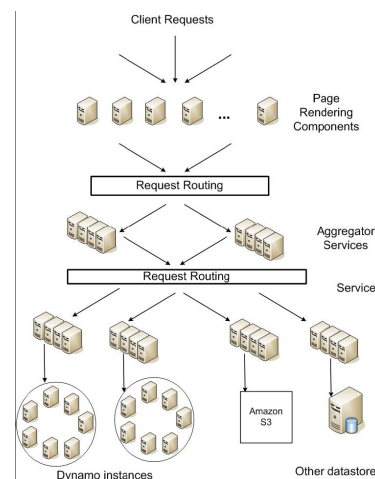 Client Requests
...
Page
Rendering
Components
Request Routing
Aggregator
Services
Request Routing
Service
Amazon
S3
Dynamo instances
Other datastore